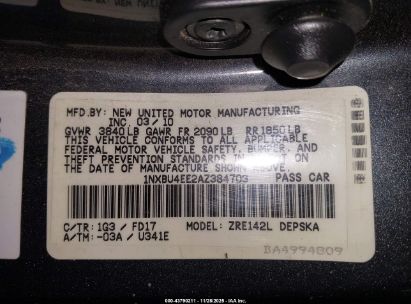 MFD.BY: NEW UNITED MOTOR MANUFACTURING
INC. 03/10
GVWR 3840LB GAWR FR 2090LB RR1850LB
THIS VEHICLE CONFORMS TO ALL APPLICABLE
FEDERAL MOTOR VEHICLE SAFETY, BUMPER, AND
THEFT PREVENTION STANDARDS IN EFFECT ON
THE DATE OF MANUFACTURE SHOWN ABOVE.
1NXBU4EE2AZ384703 PASS CAR
C/TR: 1G3 / FD17 MODEL: ZRE142L DEPSKA
A/TM: -03A / U341E
BA4994809